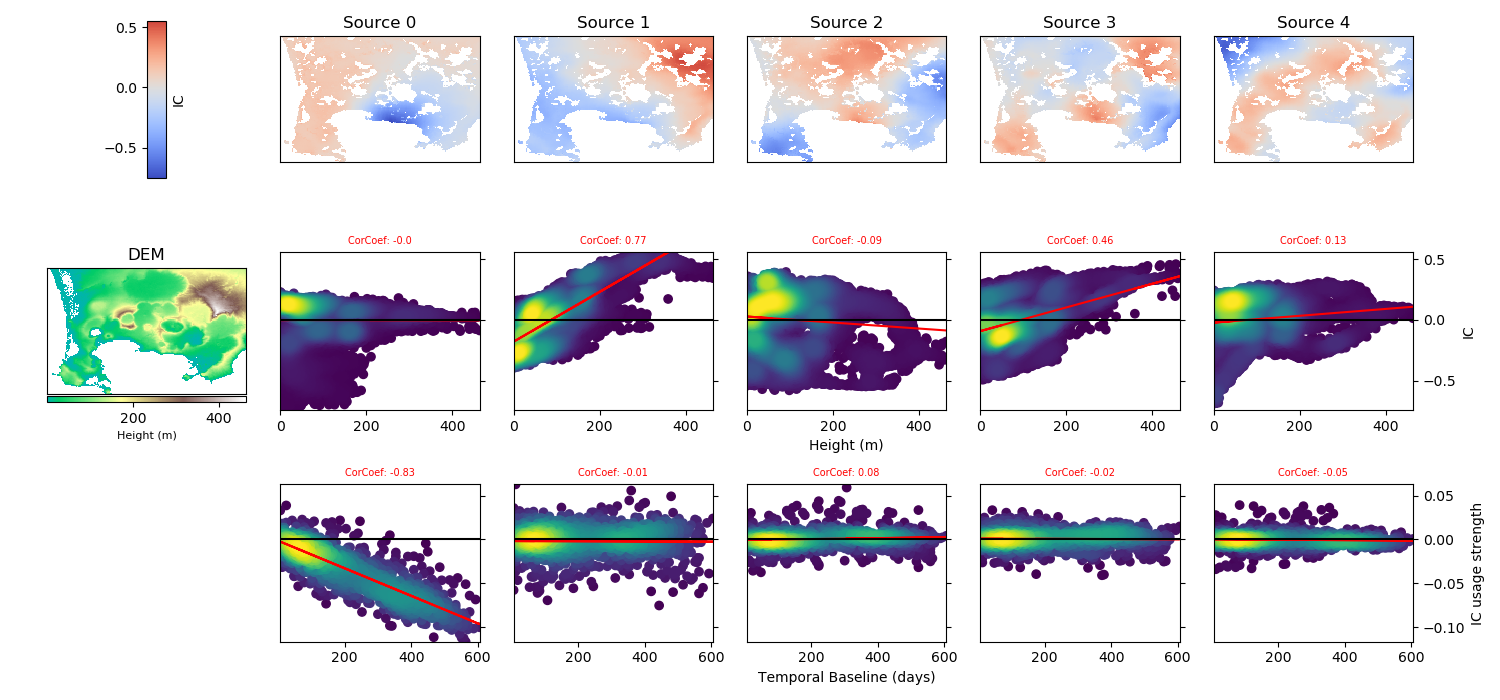 Source 0 Source 1 Source 2 Source 3 Source 4
0.5
0.0
−0.5
IC
DEM
200 400
Height (m)
CorCoef: -0.0 CorCoef: 0.77 CorCoef: -0.09 CorCoef: 0.46 CorCoef: 0.13
0.5
0.0
−0.5
IC
0 200 400 0 200 400 0 200 400 0 200 400 0 200 400
Height (m)
CorCoef: -0.83 CorCoef: -0.01 CorCoef: 0.08 CorCoef: -0.02 CorCoef: -0.05
0.05
0.00
−0.05
−0.10
IC usage strength
200 400 600 200 400 600 200 400 600 200 400 600 200 400 600
Temporal Baseline (days)